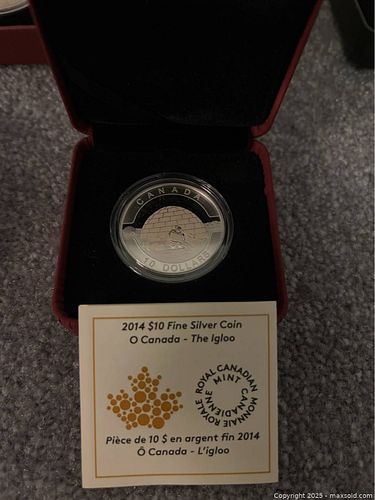 CANADA
10 DOLLARS
2014 $10 Fine Silver Coin
O Canada - The Igloo
ROYAL CANADIAN MINT
MONNAIE ROYALE CANADIENNE
Pièce de 10 $ en argent fin 2014
Ô Canada - L'igloo
Copyright 2025 - maxsold.com